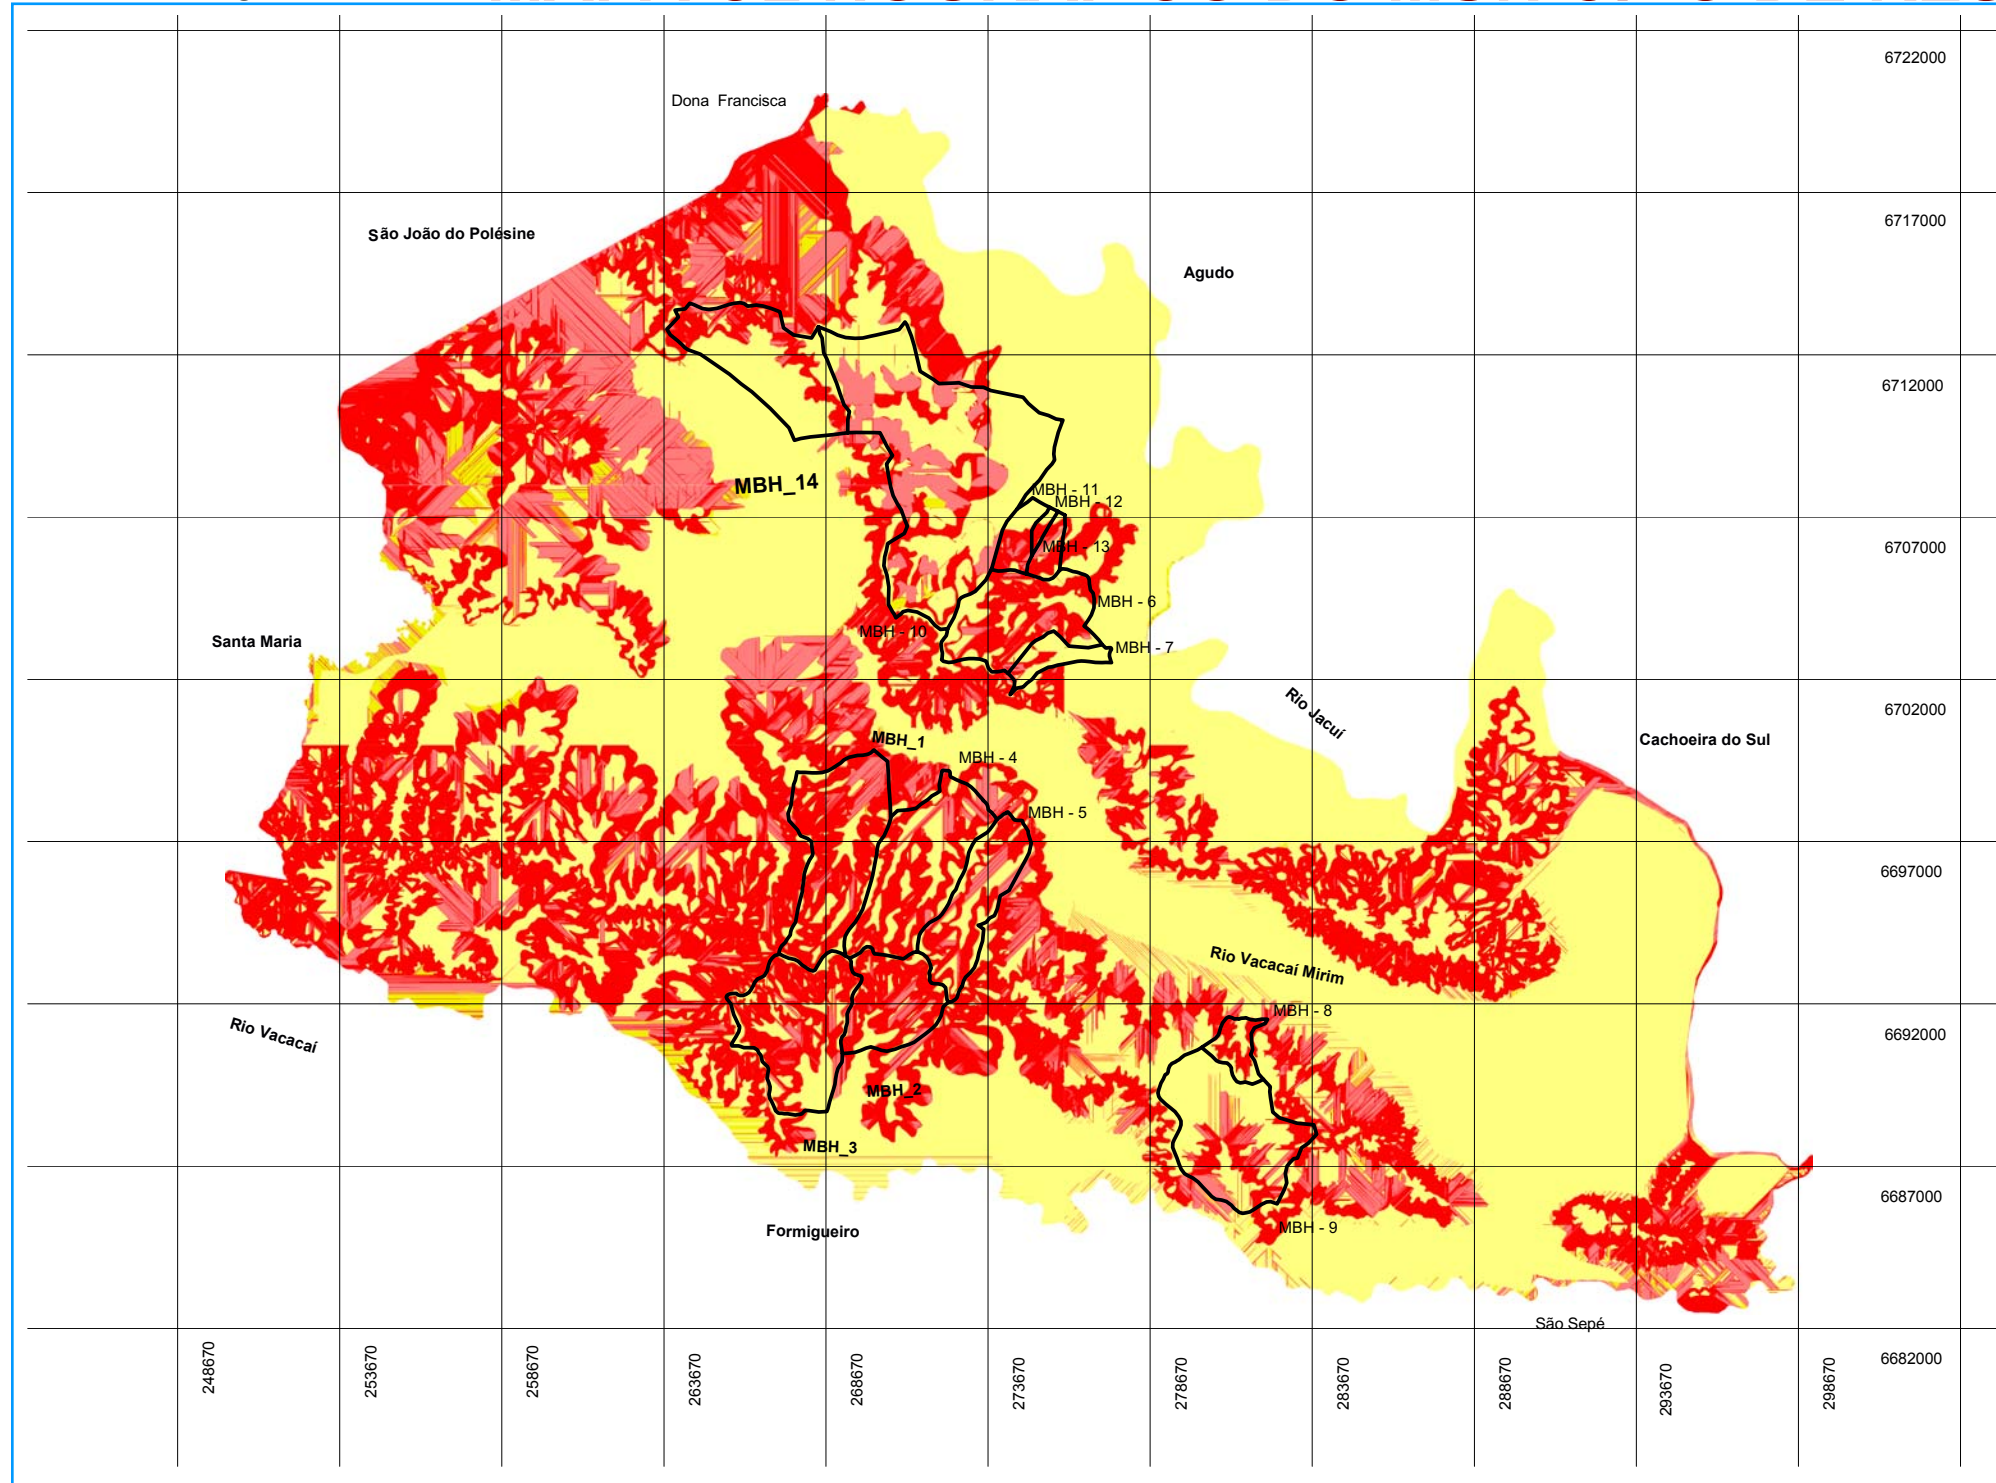 6722000
Dona Francisca
6717000
São João do Polésine
Agudo
6712000
MBH_14
MBH - 11
MBH - 12
MBH - 13
6707000
MBH - 6
MBH - 10
Santa Maria
MBH - 7
Rio Jacuí
6702000
MBH_1
Cachoeira do Sul
MBH - 4
MBH - 5
6697000
Rio Vacacaí Mirim
MBH - 8
Rio Vacacaí
6692000
MBH_2
MBH_3
6687000
Formigueiro
MBH - 9
São Sepé
6682000
248670
253670
258670
263670
268670
273670
278670
283670
288670
293670
298670